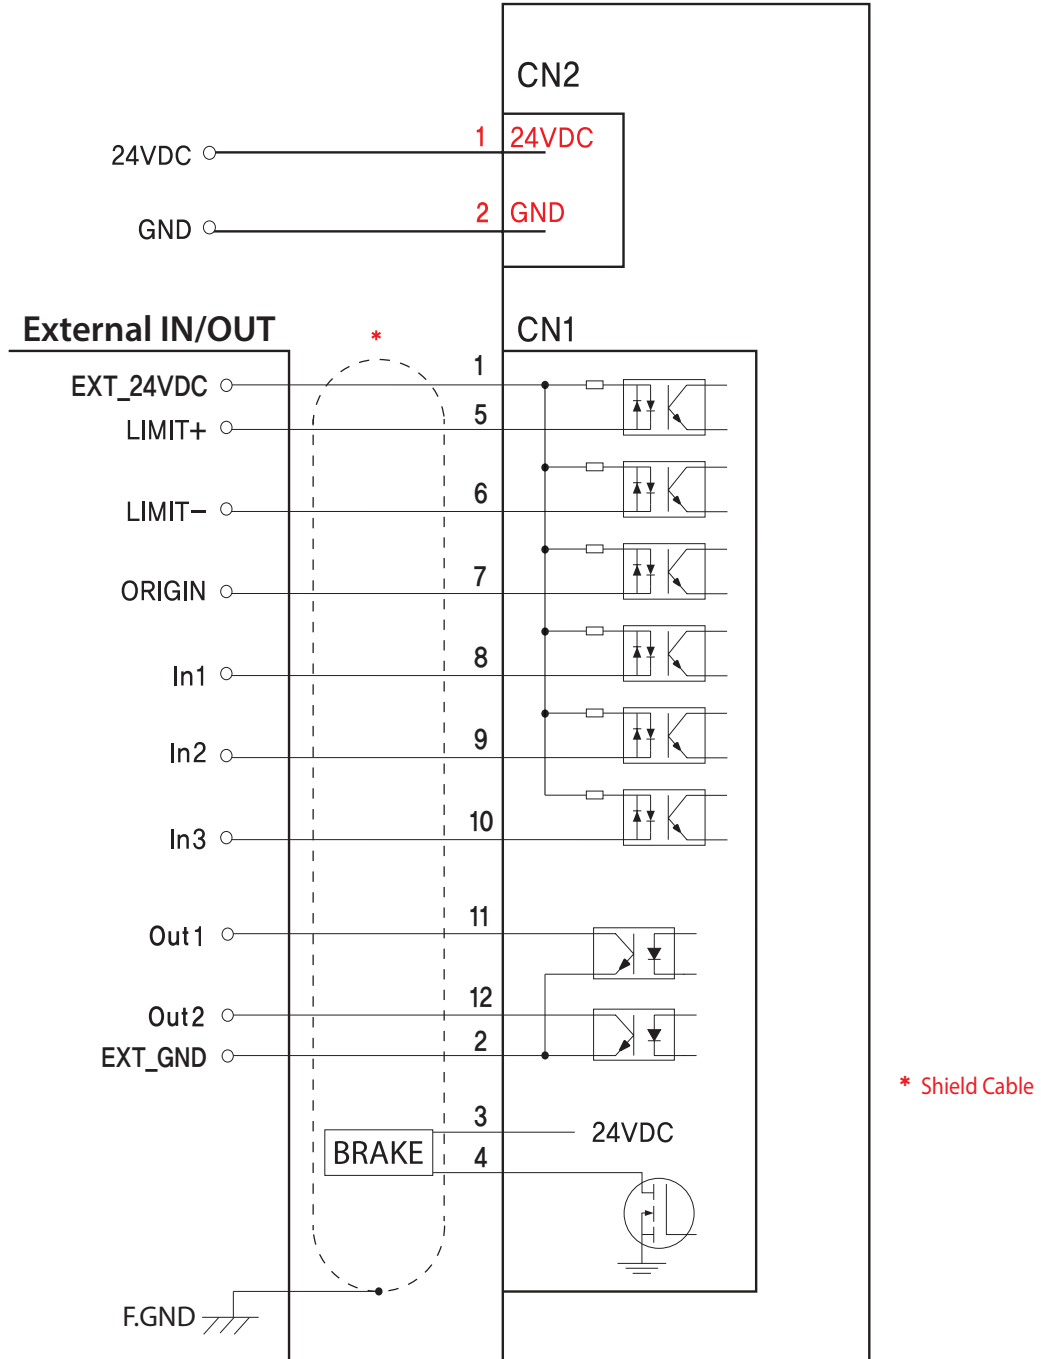 CN2
24VDC 1 24VDC
GND 2 GND
External IN/OUT * CN1
EXT_24VDC 1
LIMIT+ 5
LIMIT− 6
ORIGIN 7
In1 8
In2 9
In3 10
Out1 11
Out2 12
EXT_GND 2
* Shield Cable
3 24VDC
BRAKE 4
F.GND